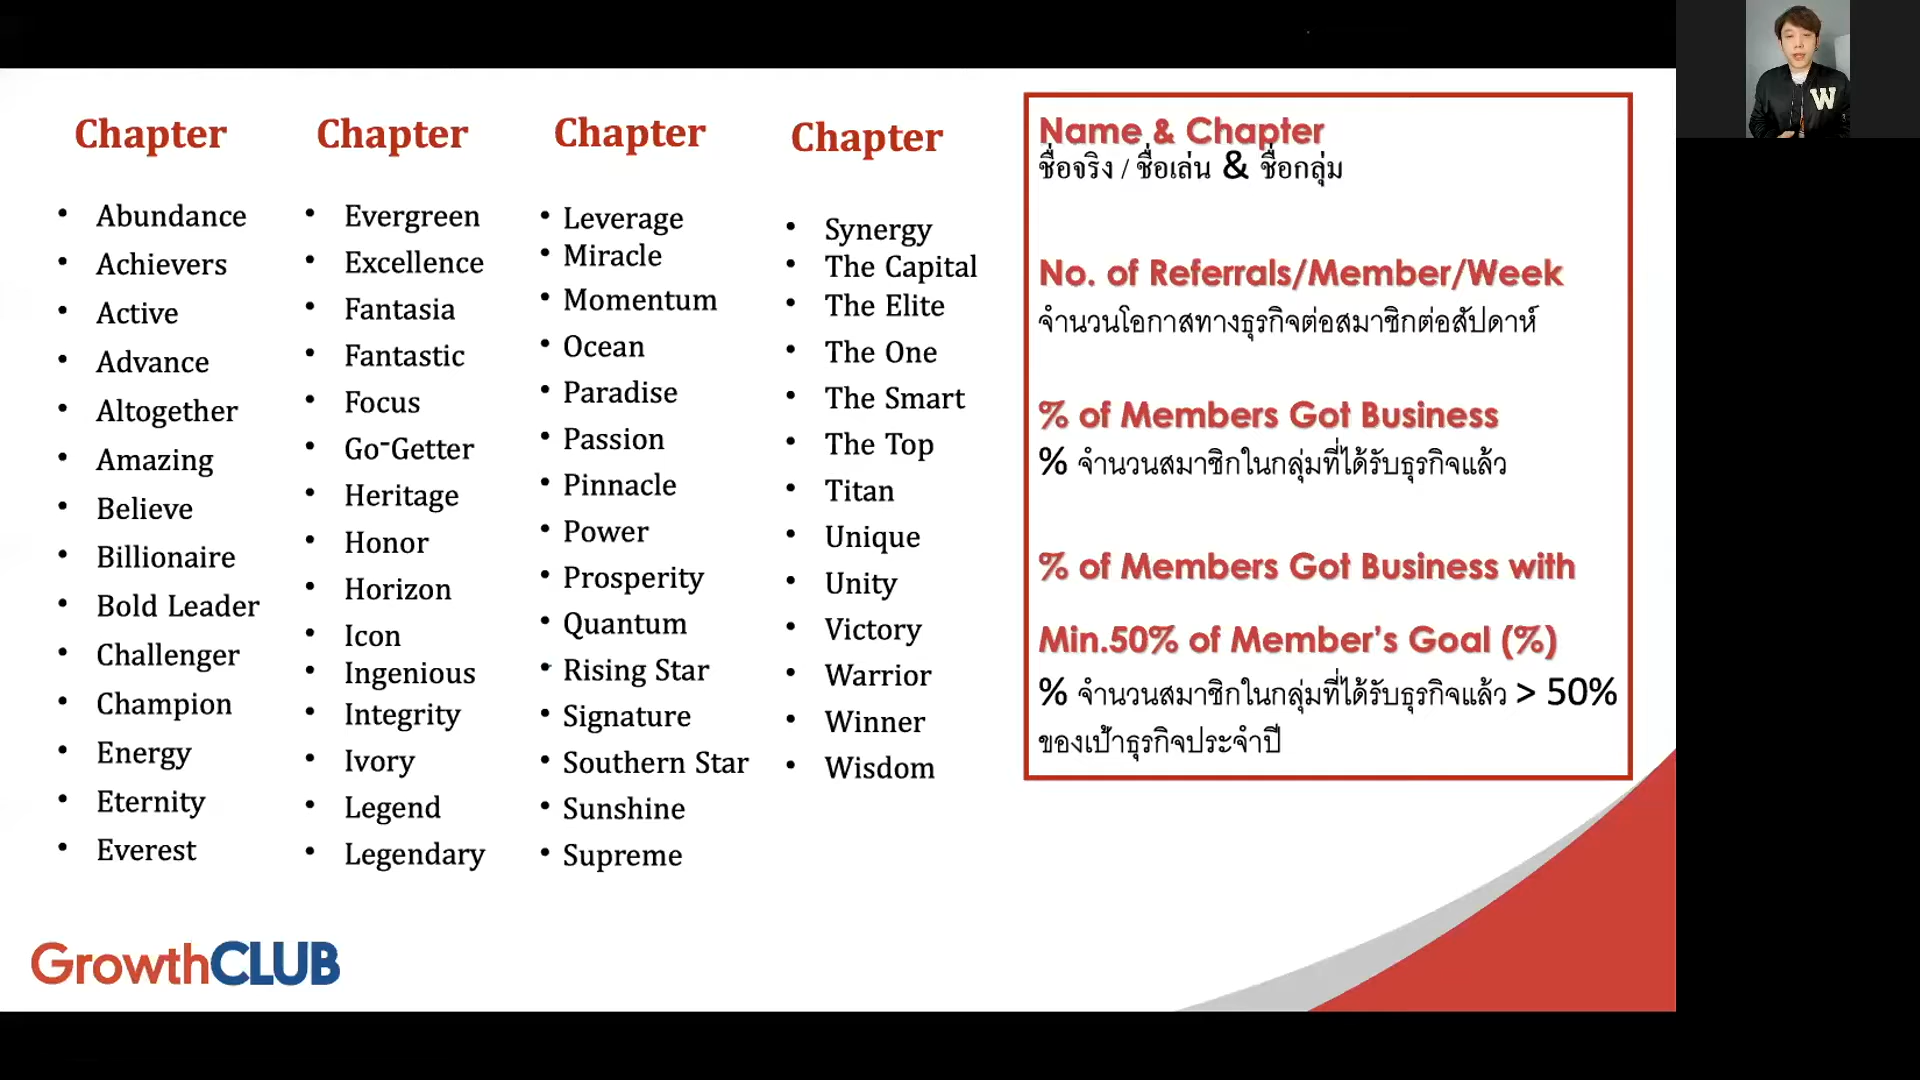 Chapter
• Abundance
• Achievers
• Active
• Advance
• Altogether
• Amazing
• Believe
• Billionaire
• Bold Leader
• Challenger
• Champion
• Energy
• Eternity
• Everest
Chapter
• Evergreen
• Excellence
• Fantasia
• Fantastic
• Focus
• Go-Getter
• Heritage
• Honor
• Horizon
• Icon
• Ingenious
• Integrity
• Ivory
• Legend
• Legendary
Chapter
• Leverage
• Miracle
• Momentum
• Ocean
• Paradise
• Passion
• Pinnacle
• Power
• Prosperity
• Quantum
• Rising Star
• Signature
• Southern Star
• Sunshine
• Supreme
Chapter
• Synergy
• The Capital
• The Elite
• The One
• The Smart
• The Top
• Titan
• Unique
• Unity
• Victory
• Warrior
• Winner
• Wisdom
Name & Chapter
ชื่อจริง / ชื่อเล่น & ชื่อกลุ่ม
No. of Referrals/Member/Week
จำนวนโอกาสทางธุรกิจต่อสมาชิกต่อสัปดาห์
% of Members Got Business
% จำนวนสมาชิกในกลุ่มที่ได้รับธุรกิจแล้ว
% of Members Got Business with
Min.50% of Member's Goal (%)
% จำนวนสมาชิกในกลุ่มที่ได้รับธุรกิจแล้ว > 50%
ของเป้าธุรกิจประจำปี
GrowthCLUB
W